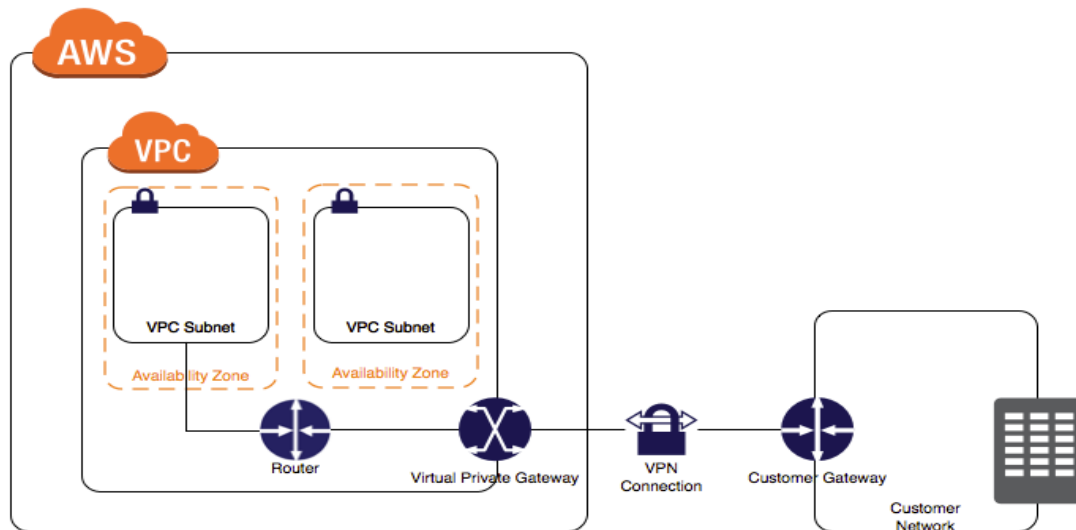 AWS
VPC
VPC Subnet
VPC Subnet
Availability Zone
Availability Zone
Router
Virtual Private Gateway
VPN
Connection
Customer Gateway
Customer
Network